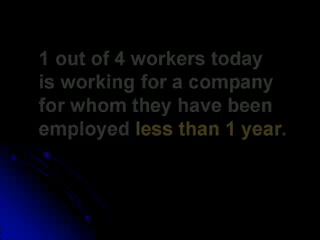 1 out of 4 workers today
is working for a company
for whom they have been
employed less than 1 year.